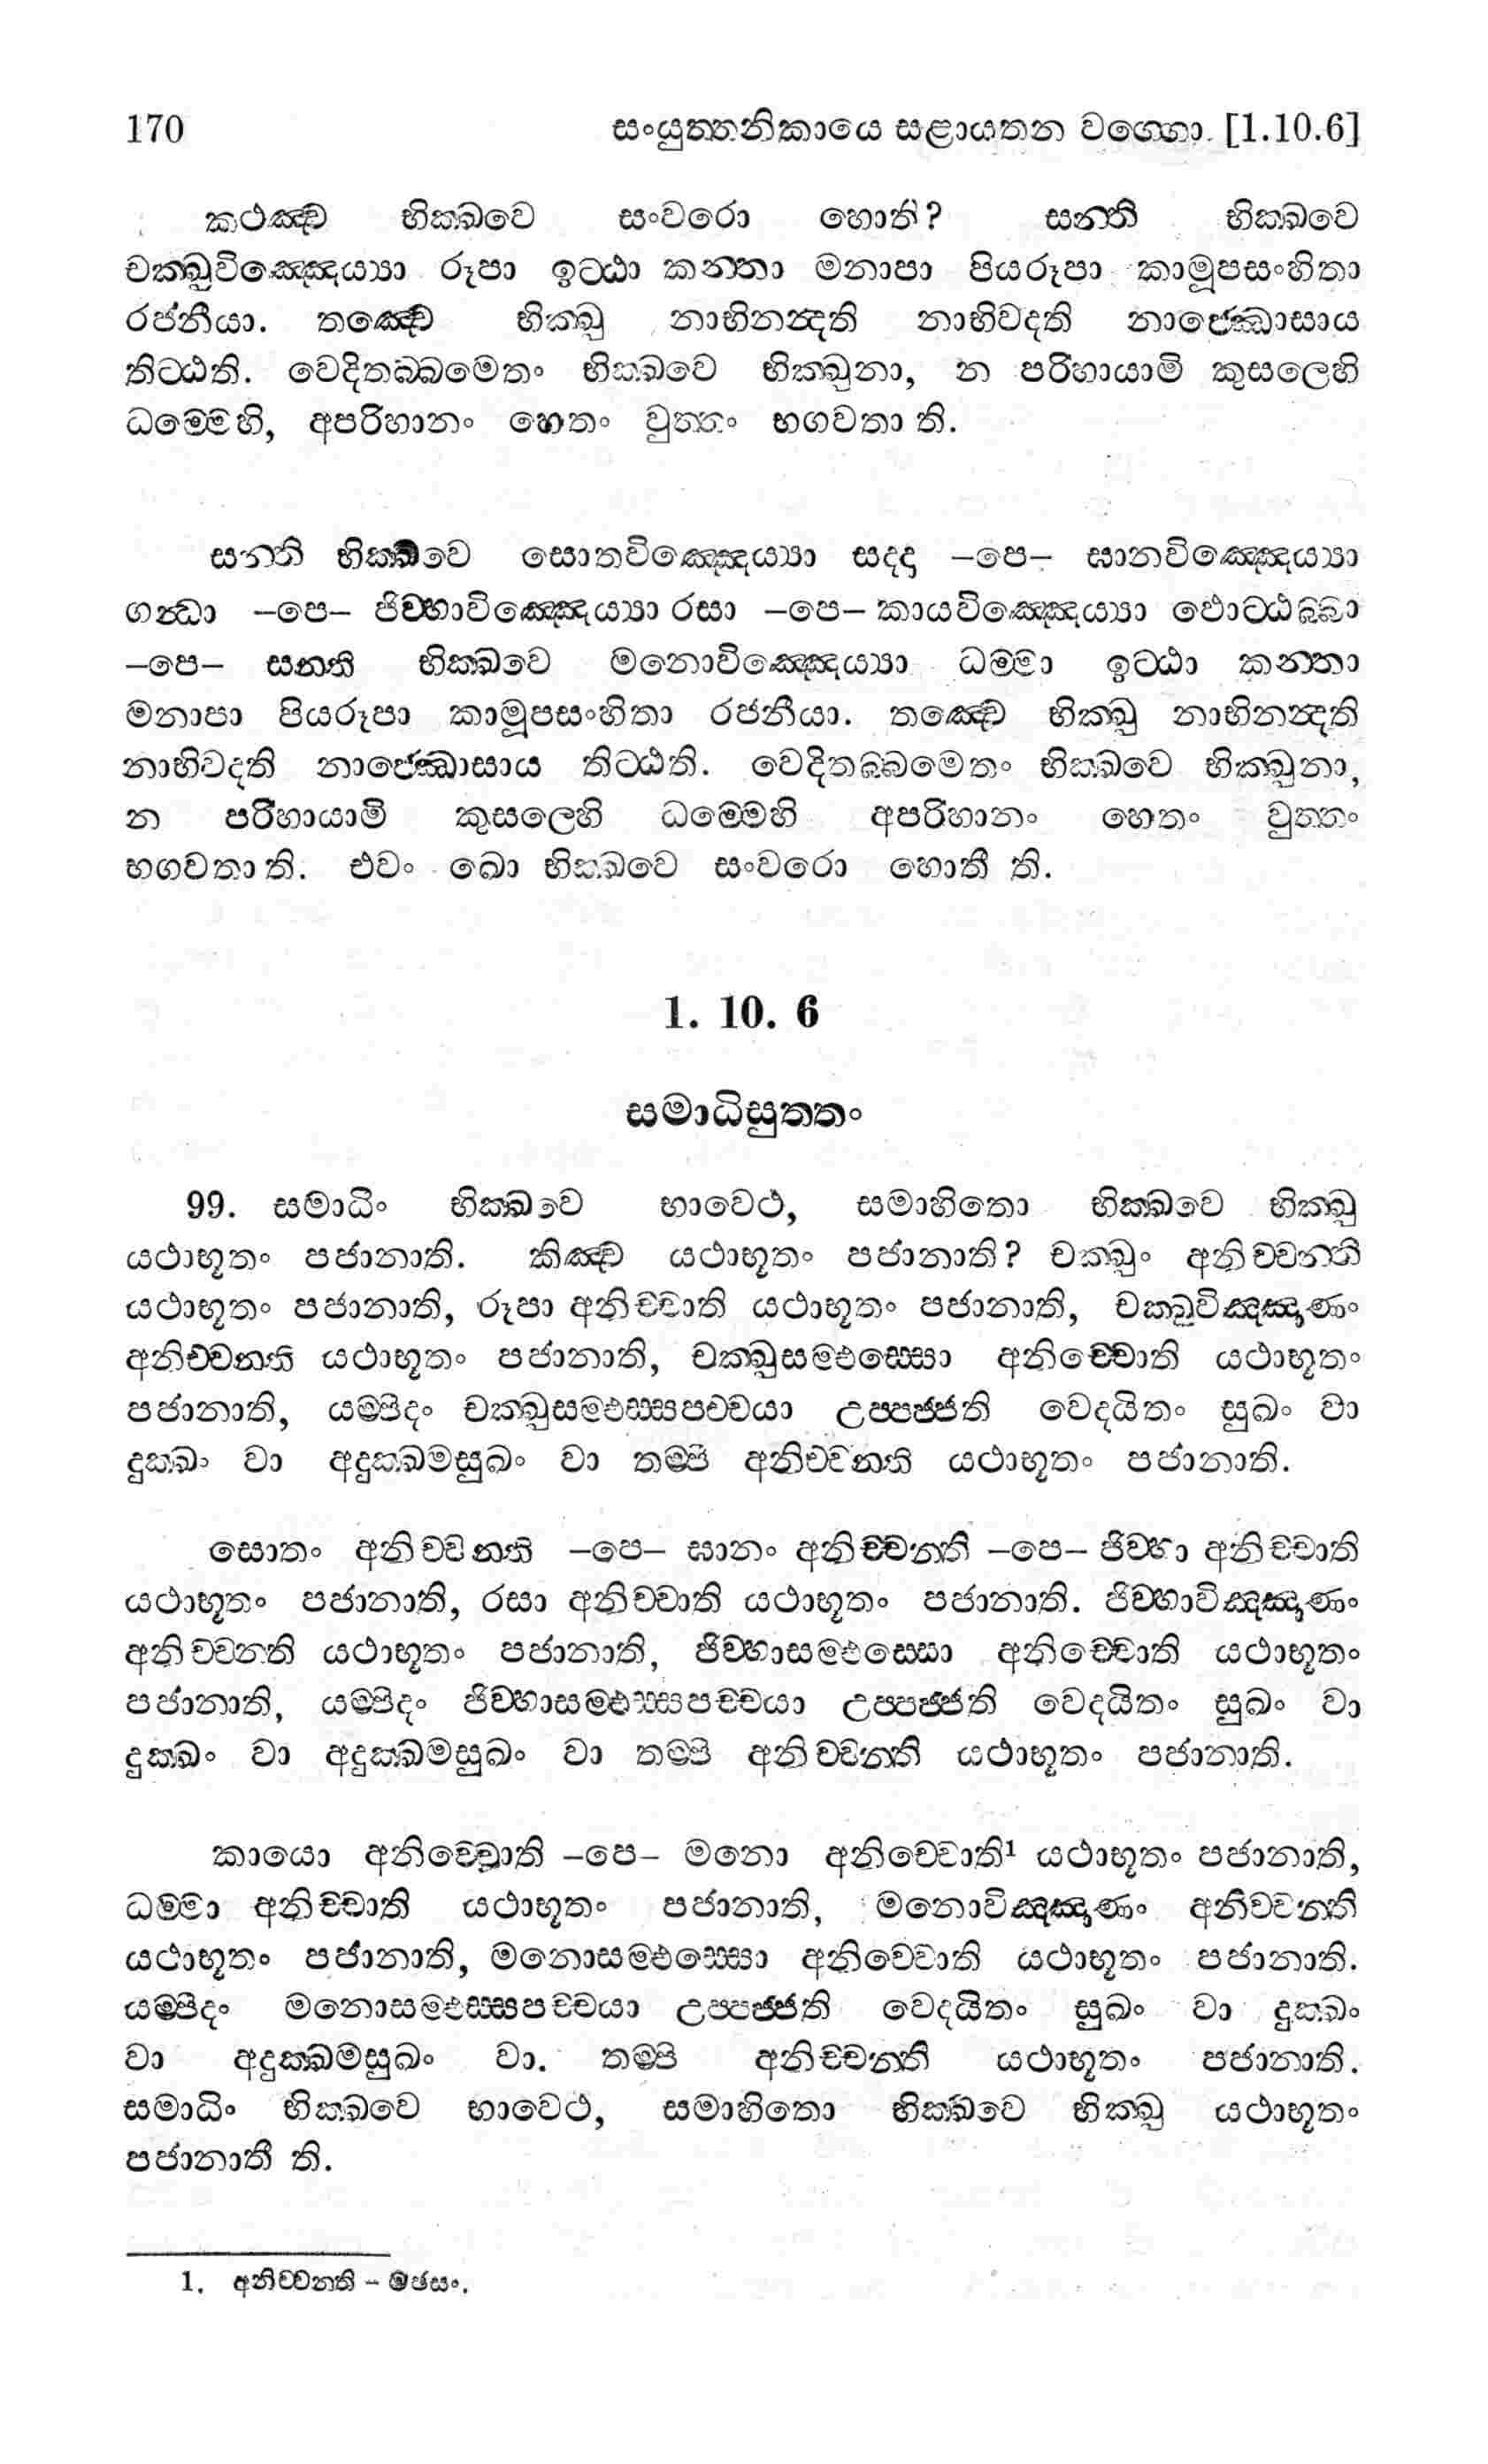 170 සංයුත්තනිකායෙ සළායතන වග්ගො. [1.10.6]
කථඤ්ච භික්ඛවෙ සංවරො හොති? සන්ති භික්ඛවෙ
චක්ඛුවිඤ්ඤෙය්‍යා රූපා ඉට්ඨා කන්තා මනාපා පියරූපා කාමූපසංහිතා
රජනීයා. තඤ්චෙ භික්ඛු නාභිනන්දති නාභිවදති නාජ්ඣොසාය
තිට්ඨති. වෙදිතබ්බමෙතං භික්ඛවෙ භික්ඛුනා, න පරිහායාමි කුසලෙහි
ධම්මෙහි, අපරිහානං හෙතං වුත්තං භගවතා ති.
සන්ති භික්ඛවෙ සොතවිඤ්ඤෙය්‍යා සද්දා –පෙ– ඝානවිඤ්ඤෙය්‍යා
ගන්ධා –පෙ– ජිව්හාවිඤ්ඤෙය්‍යා රසා –පෙ– කායවිඤ්ඤෙය්‍යා ඵොට්ඨබ්බා
–පෙ– සන්ති භික්ඛවෙ මනොවිඤ්ඤෙය්‍යා ධම්මා ඉට්ඨා කන්තා
මනාපා පියරූපා කාමූපසංහිතා රජනීයා. තඤ්චෙ භික්ඛු නාභිනන්දති
නාභිවදති නාජ්ඣොසාය තිට්ඨති. වෙදිතබ්බමෙතං භික්ඛවෙ භික්ඛුනා,
න පරිහායාමි කුසලෙහි ධම්මෙහි අපරිහානං හෙතං වුත්තං
භගවතා ති. එවං ඛො භික්ඛවෙ සංවරො හොතී ති.
1. 10. 6
සමාධිසුත්තං
99. සමාධිං භික්ඛවෙ භාවෙථ, සමාහිතො භික්ඛවෙ භික්ඛු
යථාභූතං පජානාති. කිඤ්ච යථාභූතං පජානාති? චක්ඛුං අනිච්චන්ති
යථාභූතං පජානාති, රූපා අනිච්චාති යථාභූතං පජානාති, චක්ඛුවිඤ්ඤාණං
අනිච්චන්ති යථාභූතං පජානාති, චක්ඛුසම්ඵස්සො අනිච්චොති යථාභූතං
පජානාති, යම්පිදං චක්ඛුසම්ඵස්සපච්චයා උප්පජ්ජති වෙදයිතං සුඛං වා
දුක්ඛං වා අදුක්ඛමසුඛං වා තම්පි අනිච්චන්ති යථාභූතං පජානාති.
සොතං අනිච්චන්ති –පෙ– ඝානං අනිච්චන්ති –පෙ– ජිව්හා අනිච්චාති
යථාභූතං පජානාති, රසා අනිච්චාති යථාභූතං පජානාති. ජිව්හාවිඤ්ඤාණං
අනිච්චන්ති යථාභූතං පජානාති, ජිව්හාසම්ඵස්සො අනිච්චොති යථාභූතං
පජානාති, යම්පිදං ජිව්හාසම්ඵස්සපච්චයා උප්පජ්ජති වෙදයිතං සුඛං වා
දුක්ඛං වා අදුක්ඛමසුඛං වා තම්පි අනිච්චන්ති යථාභූතං පජානාති.
කායො අනිච්චොති –පෙ– මනො අනිච්චොති¹ යථාභූතං පජානාති,
ධම්මා අනිච්චාති යථාභූතං පජානාති, මනොවිඤ්ඤාණං අනිච්චන්ති
යථාභූතං පජානාති, මනොසම්ඵස්සො අනිච්චොති යථාභූතං පජානාති.
යම්පිදං මනොසම්ඵස්සපච්චයා උප්පජ්ජති වෙදයිතං සුඛං වා දුක්ඛං
වා අදුක්ඛමසුඛං වා. තම්පි අනිච්චන්ති යථාභූතං පජානාති.
සමාධිං භික්ඛවෙ භාවෙථ, සමාහිතො භික්ඛවෙ භික්ඛු යථාභූතං
පජානාතී ති.
1. අනිච්චන්ති – මඡසං.